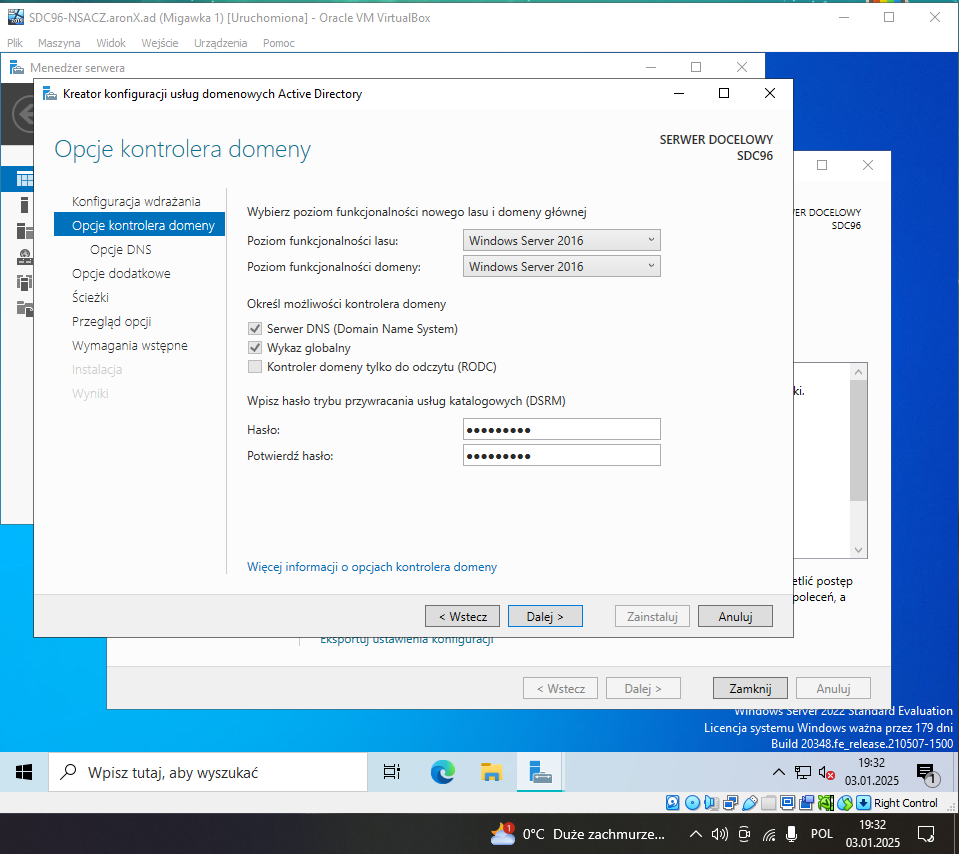 SDC96-NSACZ.aronX.ad (Migawka 1) [Uruchomiona] - Oracle VM VirtualBox
Plik Maszyna Widok Wejście Urządzenia Pomoc
Menedżer serwera
Kreator konfiguracji usług domenowych Active Directory
Opcje kontrolera domeny
SERWER DOCELOWY
SDC96
ER DOCELOWY
SDC96
Konfiguracja wdrażania
Opcje kontrolera domeny
Opcje DNS
Opcje dodatkowe
Ścieżki
Przegląd opcji
Wymagania wstępne
Instalacja
Wyniki
Wybierz poziom funkcjonalności nowego lasu i domeny głównej
Poziom funkcjonalności lasu: Windows Server 2016
Poziom funkcjonalności domeny: Windows Server 2016
Określ możliwości kontrolera domeny
Serwer DNS (Domain Name System)
Wykaz globalny
Kontroler domeny tylko do odczytu (RODC)
Wpisz hasło trybu przywracania usług katalogowych (DSRM)
Hasło: ●●●●●●●●●
Potwierdź hasło: ●●●●●●●●●
ki.
Więcej informacji o opcjach kontrolera domeny
etlić postęp
poleceń, a
< Wstecz Dalej > Zainstaluj Anuluj
Eksportuj ustawienia konfiguracji
< Wstecz Dalej > Zamknij Anuluj
Windows Server 2022 Standard Evaluation
Licencja systemu Windows ważna przez 179 dni
Build 20348.fe_release.210507-1500
Wpisz tutaj, aby wyszukać
19:32
03.01.2025
1
Right Control
1
0°C Duże zachmurze...
POL
19:32
03.01.2025